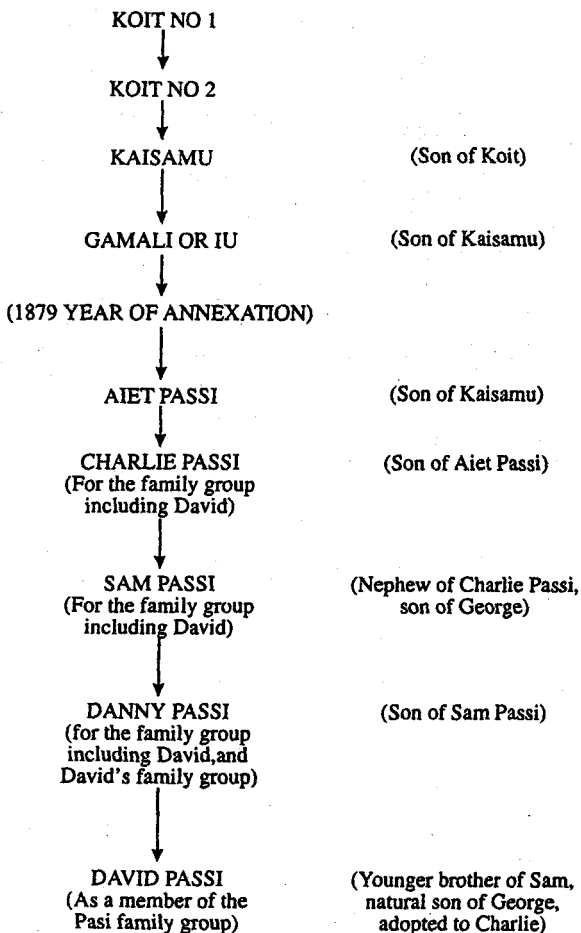 KOIT NO 1
KOIT NO 2
KAISAMU (Son of Koit)
GAMALI OR IU (Son of Kaisamu)
(1879 YEAR OF ANNEXATION)
AIET PASSI (Son of Kaisamu)
CHARLIE PASSI (Son of Aiet Passi)
(For the family group
including David)
SAM PASSI (Nephew of Charlie Passi,
(For the family group son of George)
including David)
DANNY PASSI (Son of Sam Passi)
(for the family group
including David,and
David's family group)
DAVID PASSI (Younger brother of Sam,
(As a member of the natural son of George,
Pasi family group) adopted to Charlie)